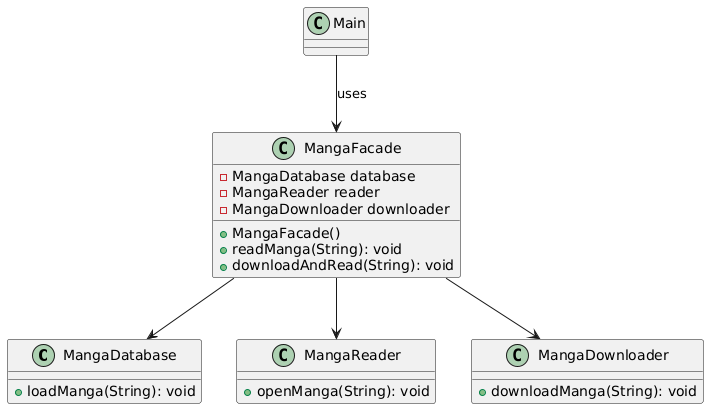 C Main
uses
C MangaFacade
MangaDatabase database
MangaReader reader
MangaDownloader downloader
MangaFacade()
readManga(String): void
downloadAndRead(String): void
C MangaDatabase
loadManga(String): void
C MangaReader
openManga(String): void
C MangaDownloader
downloadManga(String): void